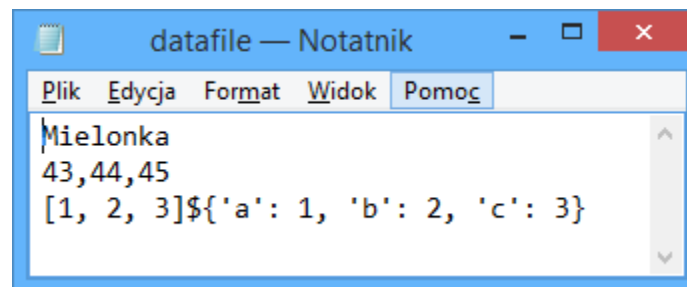 datafile — Notatnik
Plik Edycja Format Widok Pomoc
Mielonka
43,44,45
[1, 2, 3]${'a': 1, 'b': 2, 'c': 3}